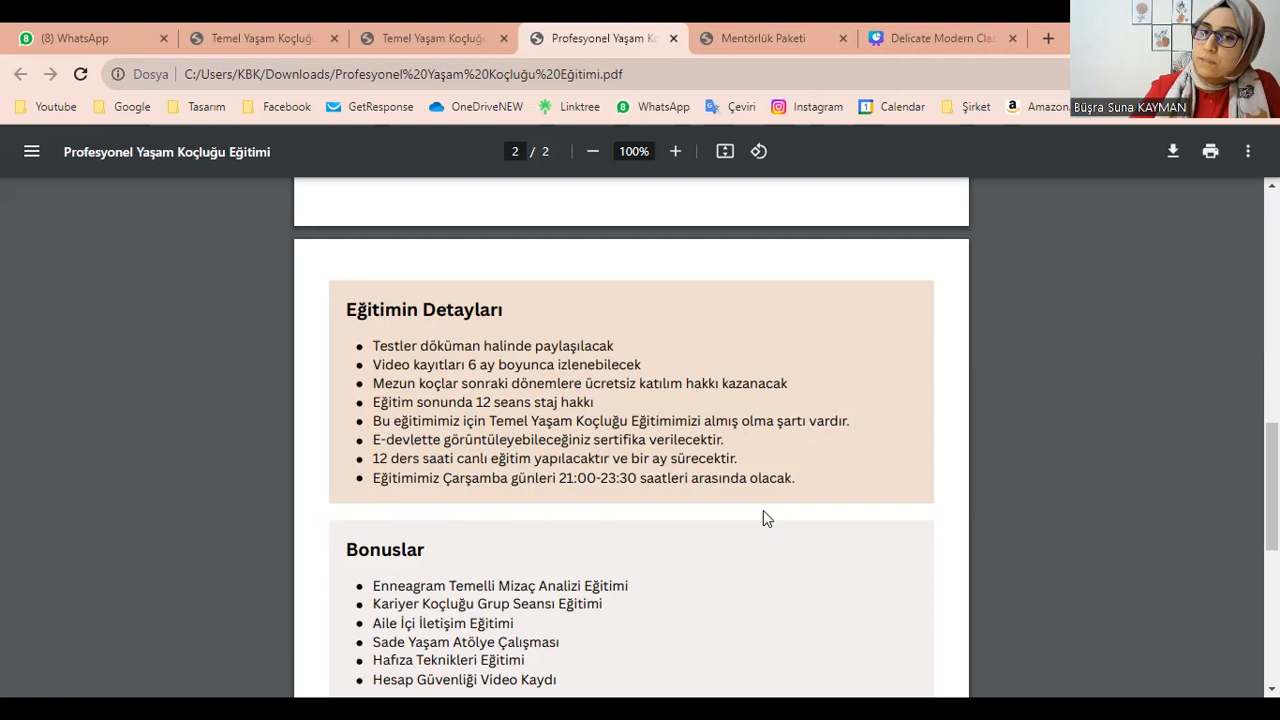 (8) WhatsApp
Temel Yaşam Koçluğu
Temel Yaşam Koçluğu
Profesyonel Yaşam Ko
Mentörlük Paketi
Delicate Modern Clas
Dosya
C:/Users/KBK/Downloads/Profesyonel%20Yaşam%20Koçluğu%20Eğitimi.pdf
Youtube
Google
Tasarım
Facebook
GetResponse
OneDriveNEW
Linktree
WhatsApp
Çeviri
Instagram
Calendar
Şirket
Amazon
Büşra Suna KAYMAN
Profesyonel Yaşam Koçluğu Eğitimi
2 / 2
100%
Eğitimin Detayları
Testler döküman halinde paylaşılacak
Video kayıtları 6 ay boyunca izlenebilecek
Mezun koçlar sonraki dönemlere ücretsiz katılım hakkı kazanacak
Eğitim sonunda 12 seans staj hakkı
Bu eğitimimiz için Temel Yaşam Koçluğu Eğitimimizi almış olma şartı vardır.
E-devlette görüntüleyebileceğiniz sertifika verilecektir.
12 ders saati canlı eğitim yapılacaktır ve bir ay sürecektir.
Eğitimimiz Çarşamba günleri 21:00-23:30 saatleri arasında olacak.
Bonuslar
Enneagram Temelli Mizaç Analizi Eğitimi
Kariyer Koçluğu Grup Seansı Eğitimi
Aile İçi İletişim Eğitimi
Sade Yaşam Atölye Çalışması
Hafıza Teknikleri Eğitimi
Hesap Güvenliği Video Kaydı